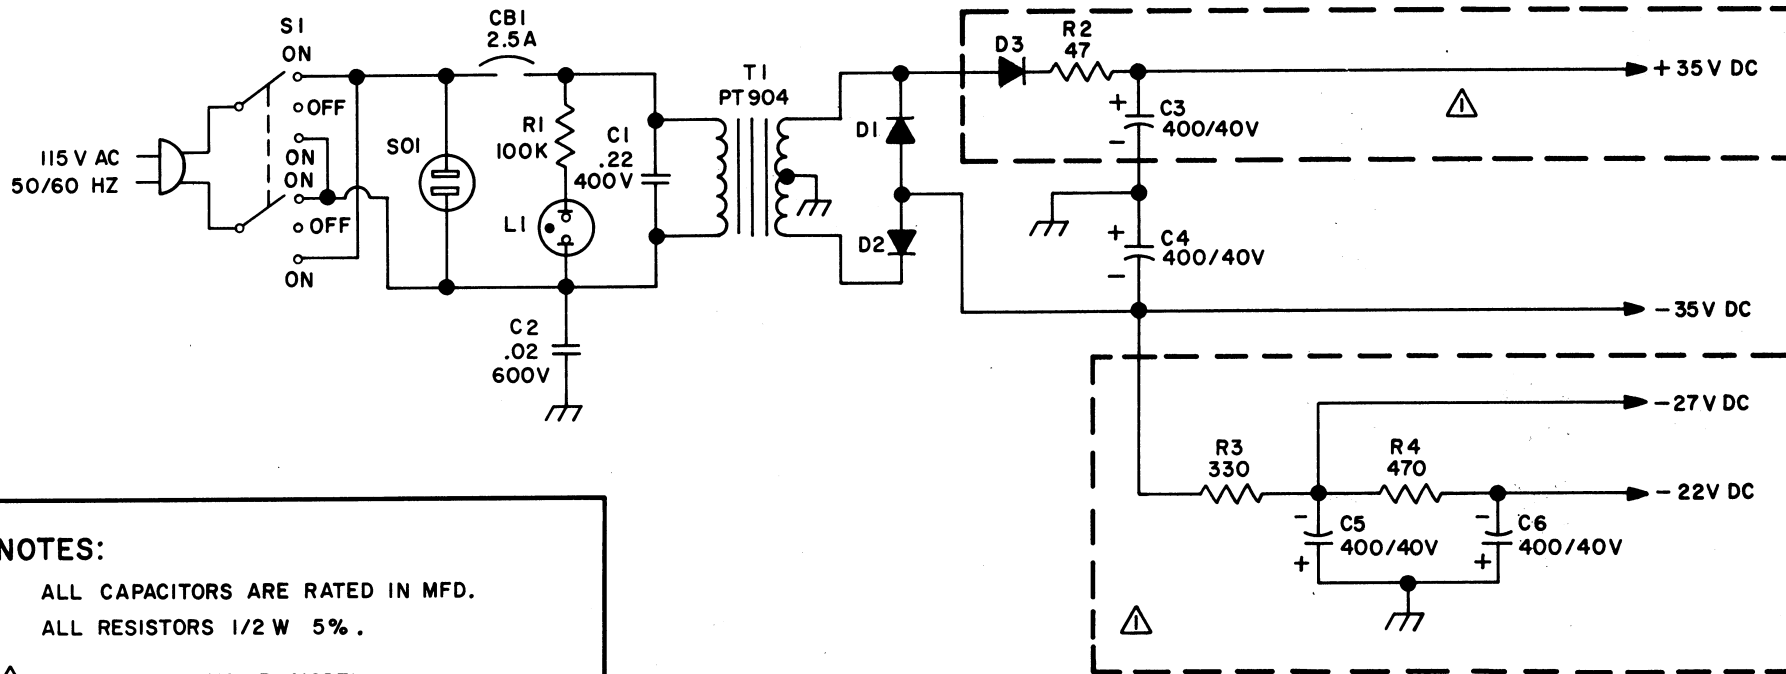 S1
ON
OFF
ON
ON
OFF
ON
115 V AC
50/60 HZ
SO1
CB1
2.5A
R1
100K
L1
C1
.22
400V
C2
.02
600V
T1
PT904
D1
D2
D3
R2
47
+
C3
400/40V
−
+
C4
400/40V
−
+35V DC
1
−35V DC
−27V DC
−22V DC
R3
330
R4
470
−
C5
400/40V
+
−
C6
400/40V
+
1
NOTES:
ALL CAPACITORS ARE RATED IN MFD.
ALL RESISTORS 1/2 W 5%.